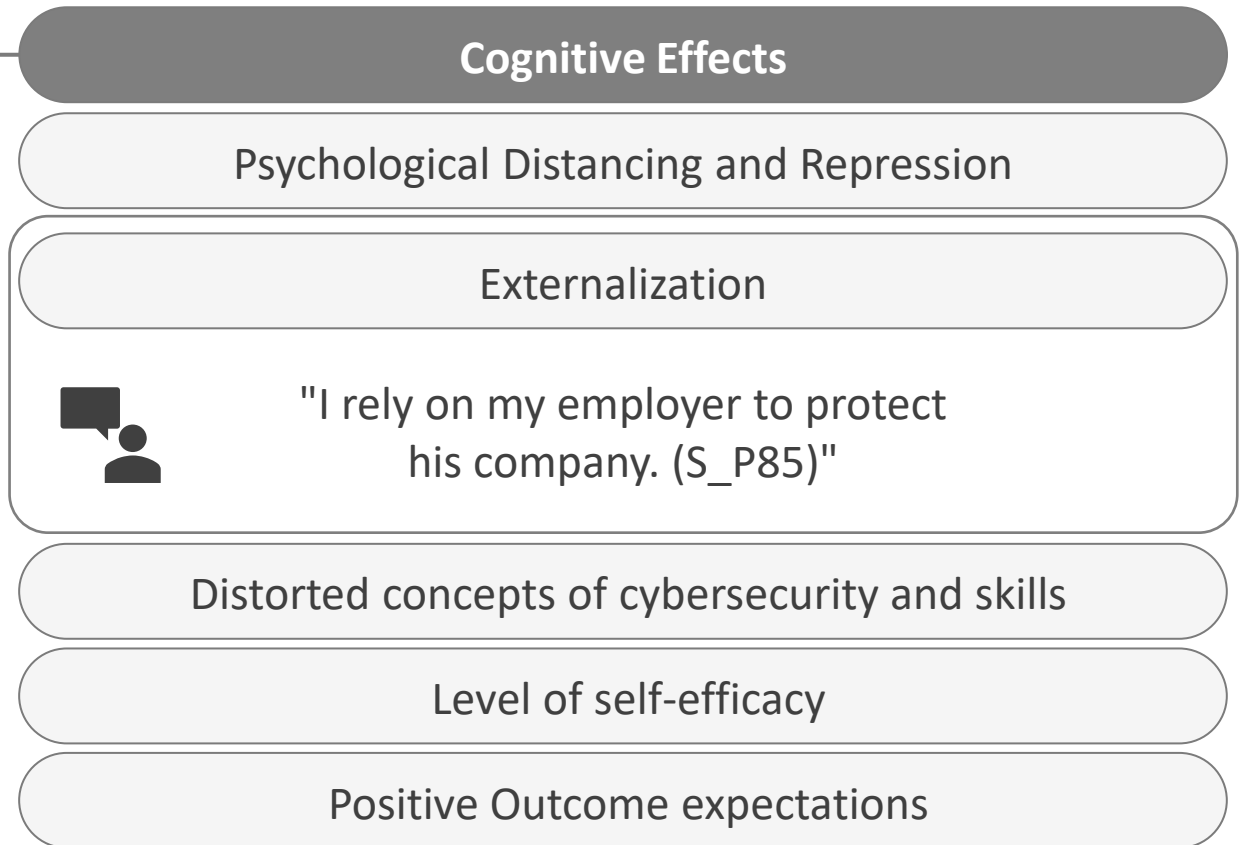 Cognitive Effects
Psychological Distancing and Repression
Externalization
"I rely on my employer to protect
his company. (S_P85)"
Distorted concepts of cybersecurity and skills
Level of self-efficacy
Positive Outcome expectations